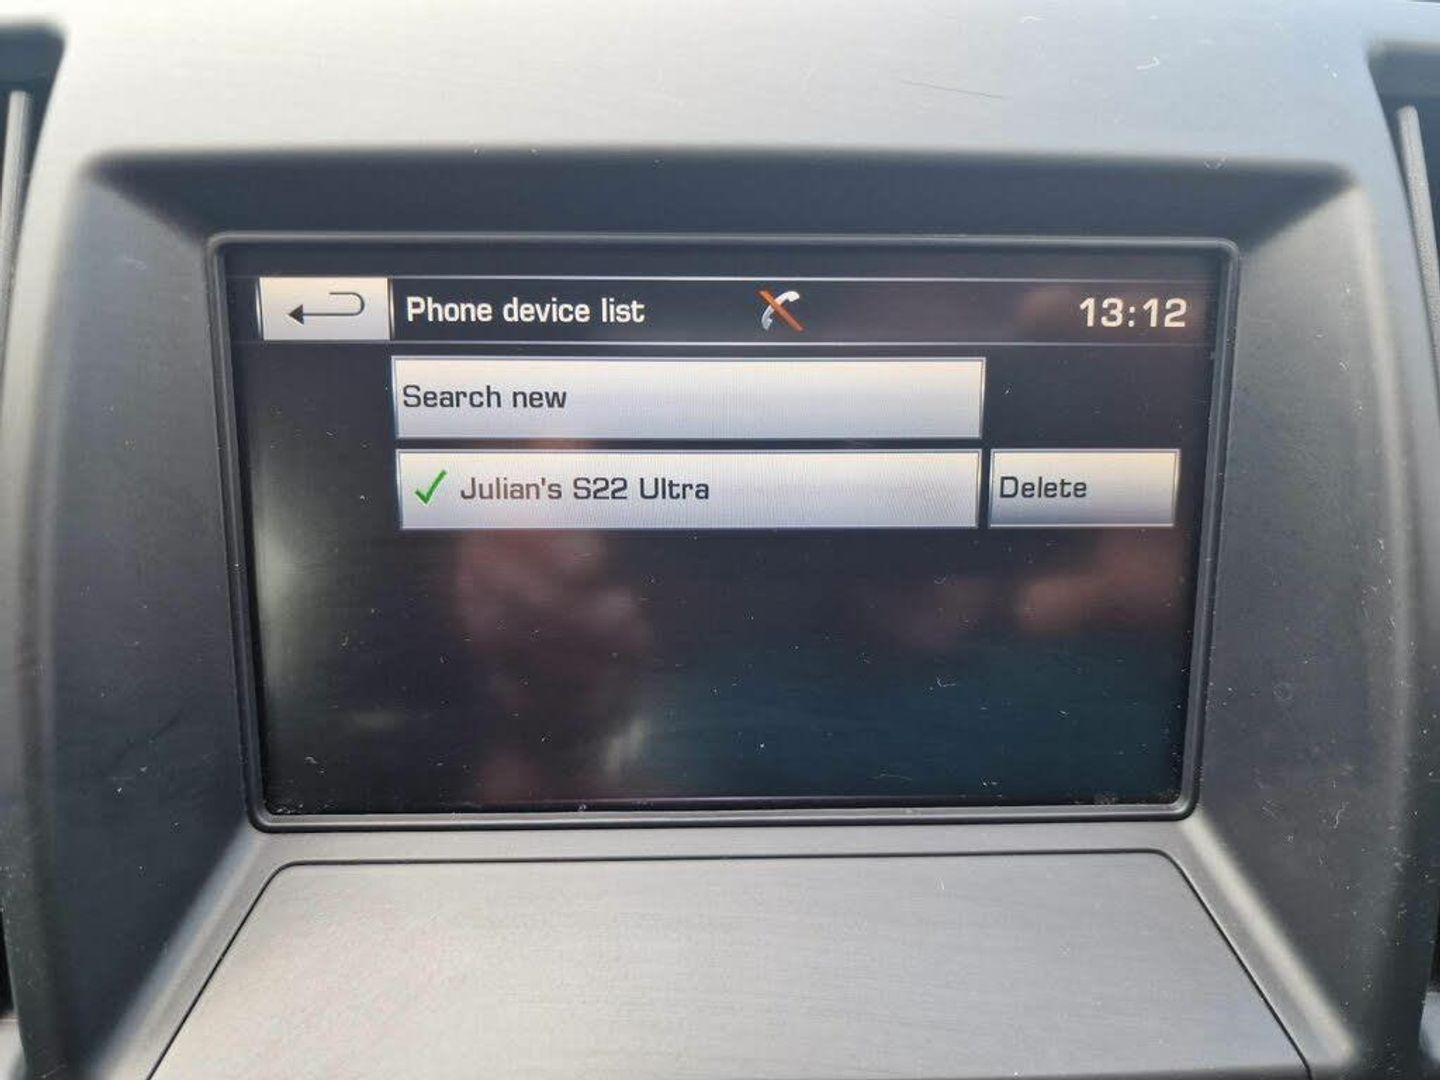 Phone device list
13:12
Search new
Julian's S22 Ultra
Delete